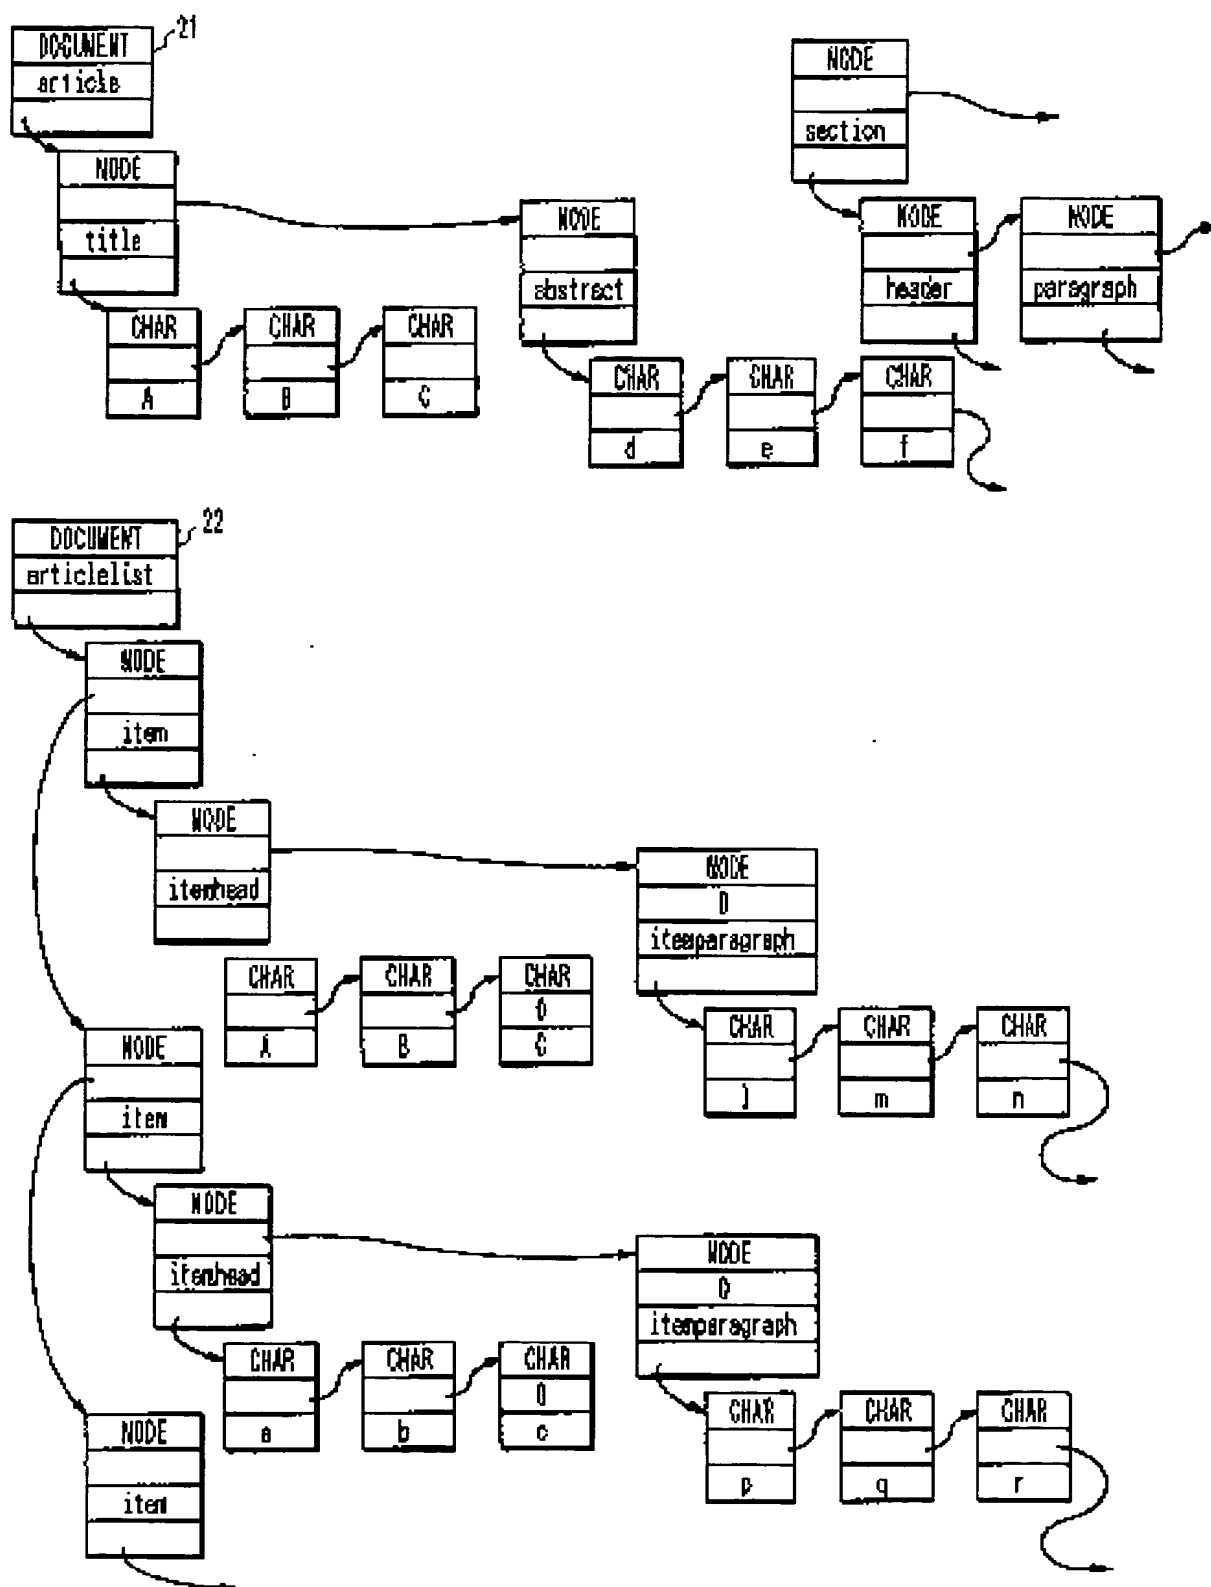 21
DOCUMENT
article
NODE
section
NODE
title
NODE
abstract
NODE
header
NODE
paragraph
CHAR
A
CHAR
B
CHAR
C
CHAR
d
CHAR
e
CHAR
f
22
DOCUMENT
articlelist
NODE
item
NODE
itemhead
NODE
0
itemparagraph
CHAR
A
CHAR
B
CHAR
0
C
CHAR
l
CHAR
m
CHAR
n
NODE
item
NODE
itemhead
NODE
0
itemparagraph
CHAR
a
CHAR
b
CHAR
0
c
CHAR
p
CHAR
q
CHAR
r
NODE
item